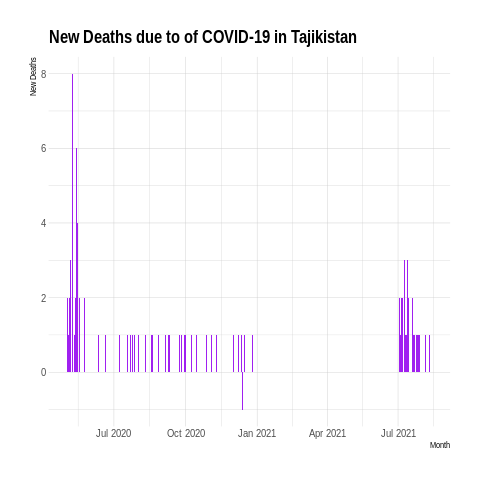 New Deaths due to of COVID-19 in Tajikistan
New Deaths
8
6
4
2
0
Jul 2020 Oct 2020 Jan 2021 Apr 2021 Jul 2021
Month